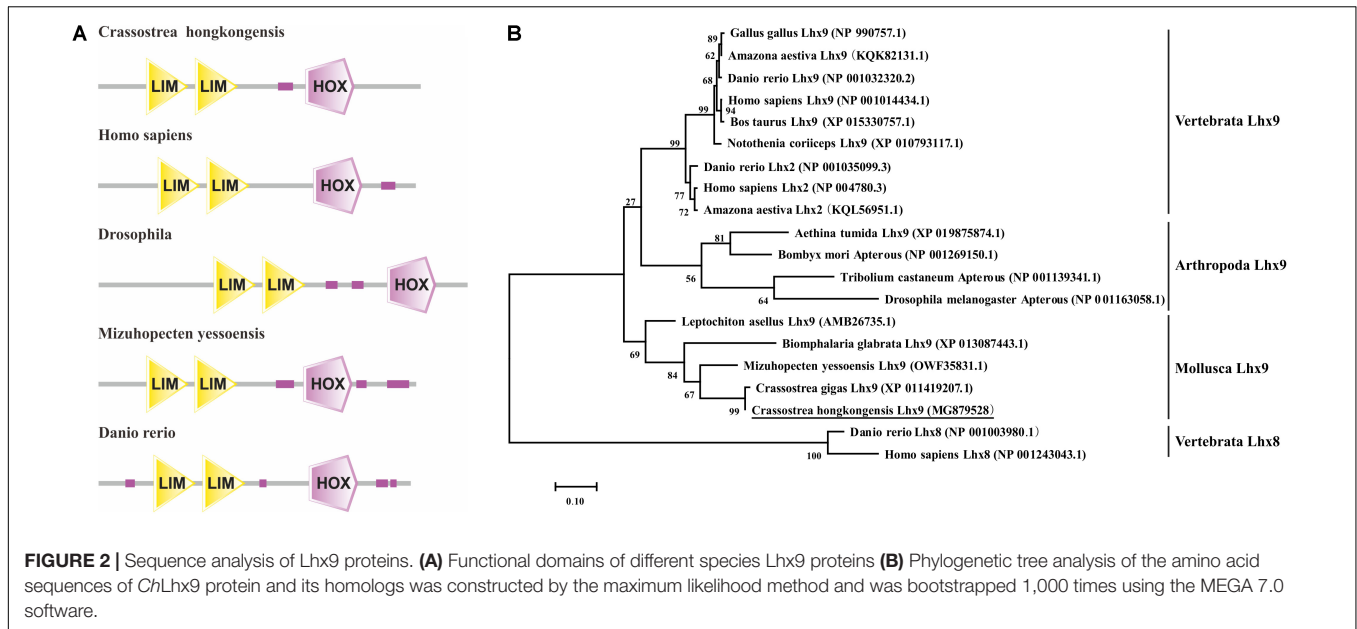 A
Crassostrea hongkongensis
LIM LIM HOX
Homo sapiens
LIM LIM HOX
Drosophila
LIM LIM HOX
Mizuhopecten yessoensis
LIM LIM HOX
Danio rerio
LIM LIM HOX
B
Gallus gallus Lhx9 (NP 990757.1)
89
Amazona aestiva Lhx9 (KQK82131.1)
62
Danio rerio Lhx9 (NP 001032320.2)
68
Homo sapiens Lhx9 (NP 001014434.1)
99
94
Bos taurus Lhx9 (XP 015330757.1)
Notothenia coriiceps Lhx9 (XP 010793117.1)
99
Danio rerio Lhx2 (NP 001035099.3)
77
Homo sapiens Lhx2 (NP 004780.3)
72
Amazona aestiva Lhx2 (KQL56951.1)
27
Aethina tumida Lhx9 (XP 019875874.1)
81
Bombyx mori Apterous (NP 001269150.1)
56
Tribolium castaneum Apterous (NP 001139341.1)
64
Drosophila melanogaster Apterous (NP 001163058.1)
Leptochiton asellus Lhx9 (AMB26735.1)
69
Biomphalaria glabrata Lhx9 (XP 013087443.1)
84
Mizuhopecten yessoensis Lhx9 (OWF35831.1)
67
Crassostrea gigas Lhx9 (XP 011419207.1)
99
Crassostrea hongkongensis Lhx9 (MG879528)
Danio rerio Lhx8 (NP 001003980.1)
100
Homo sapiens Lhx8 (NP 001243043.1)
Vertebrata Lhx9
Arthropoda Lhx9
Mollusca Lhx9
Vertebrata Lhx8
0.10
FIGURE 2 | Sequence analysis of Lhx9 proteins. (A) Functional domains of different species Lhx9 proteins (B) Phylogenetic tree analysis of the amino acid
sequences of ChLhx9 protein and its homologs was constructed by the maximum likelihood method and was bootstrapped 1,000 times using the MEGA 7.0
software.